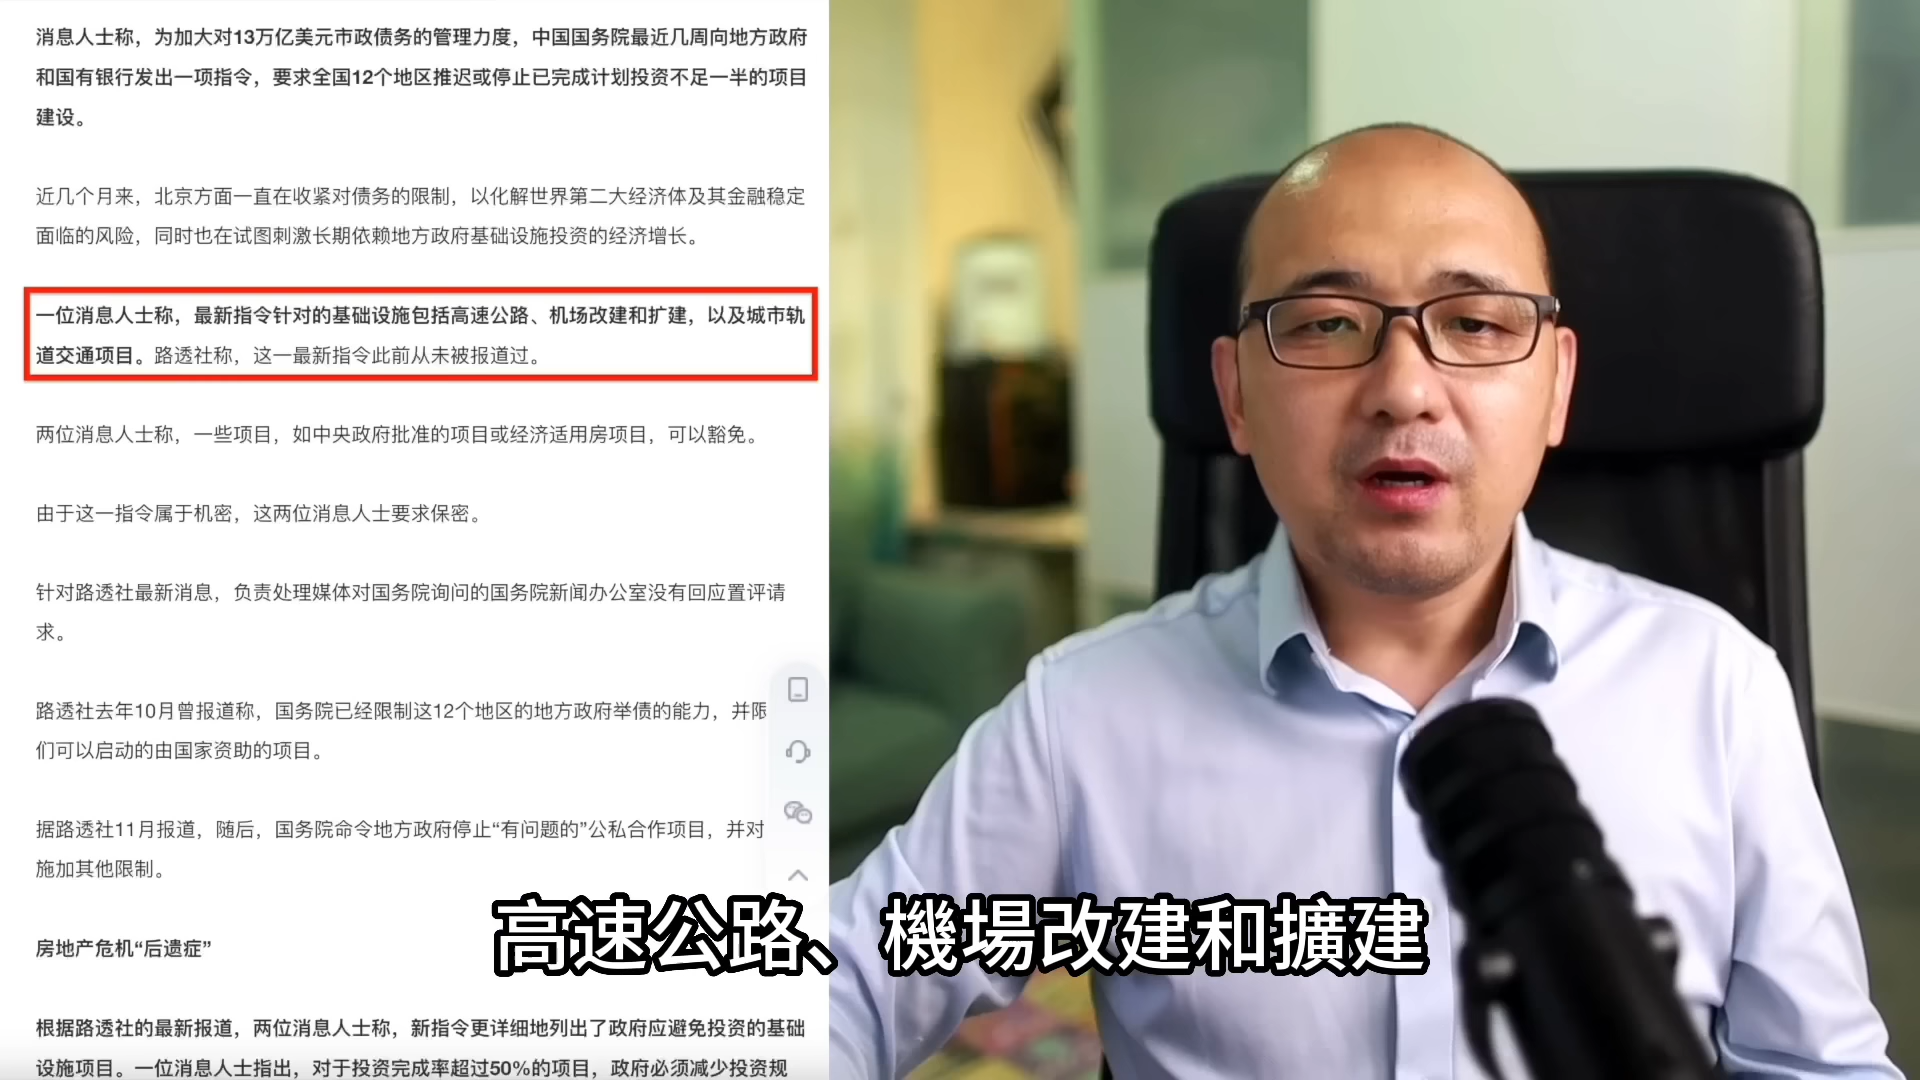 消息人士称，为加大对13万亿美元市政债务的管理力度，中国国务院最近几周向地方政府
和国有银行发出一项指令，要求全国12个地区推迟或停止已完成计划投资不足一半的项目
建设。
近几个月来，北京方面一直在收紧对债务的限制，以化解世界第二大经济体及其金融稳定
面临的风险，同时也在试图刺激长期依赖地方政府基础设施投资的经济增长。
一位消息人士称，最新指令针对的基础设施包括高速公路、机场改建和扩建，以及城市轨
道交通项目。路透社称，这一最新指令此前从未被报道过。
两位消息人士称，一些项目，如中央政府批准的项目或经济适用房项目，可以豁免。
由于这一指令属于机密，这两位消息人士要求保密。
针对路透社最新消息，负责处理媒体对国务院询问的国务院新闻办公室没有回应置评请
求。
路透社去年10月曾报道称，国务院已经限制这12个地区的地方政府举债的能力，并限
们可以启动的由国家资助的项目。
据路透社11月报道，随后，国务院命令地方政府停止“有问题的”公私合作项目，并对
施加其他限制。
高速公路、機場改建和擴建
房地产危机“后遗症”
根据路透社的最新报道，两位消息人士称，新指令更详细地列出了政府应避免投资的基础
设施项目。一位消息人士指出，对于投资完成率超过50%的项目，政府必须减少投资规